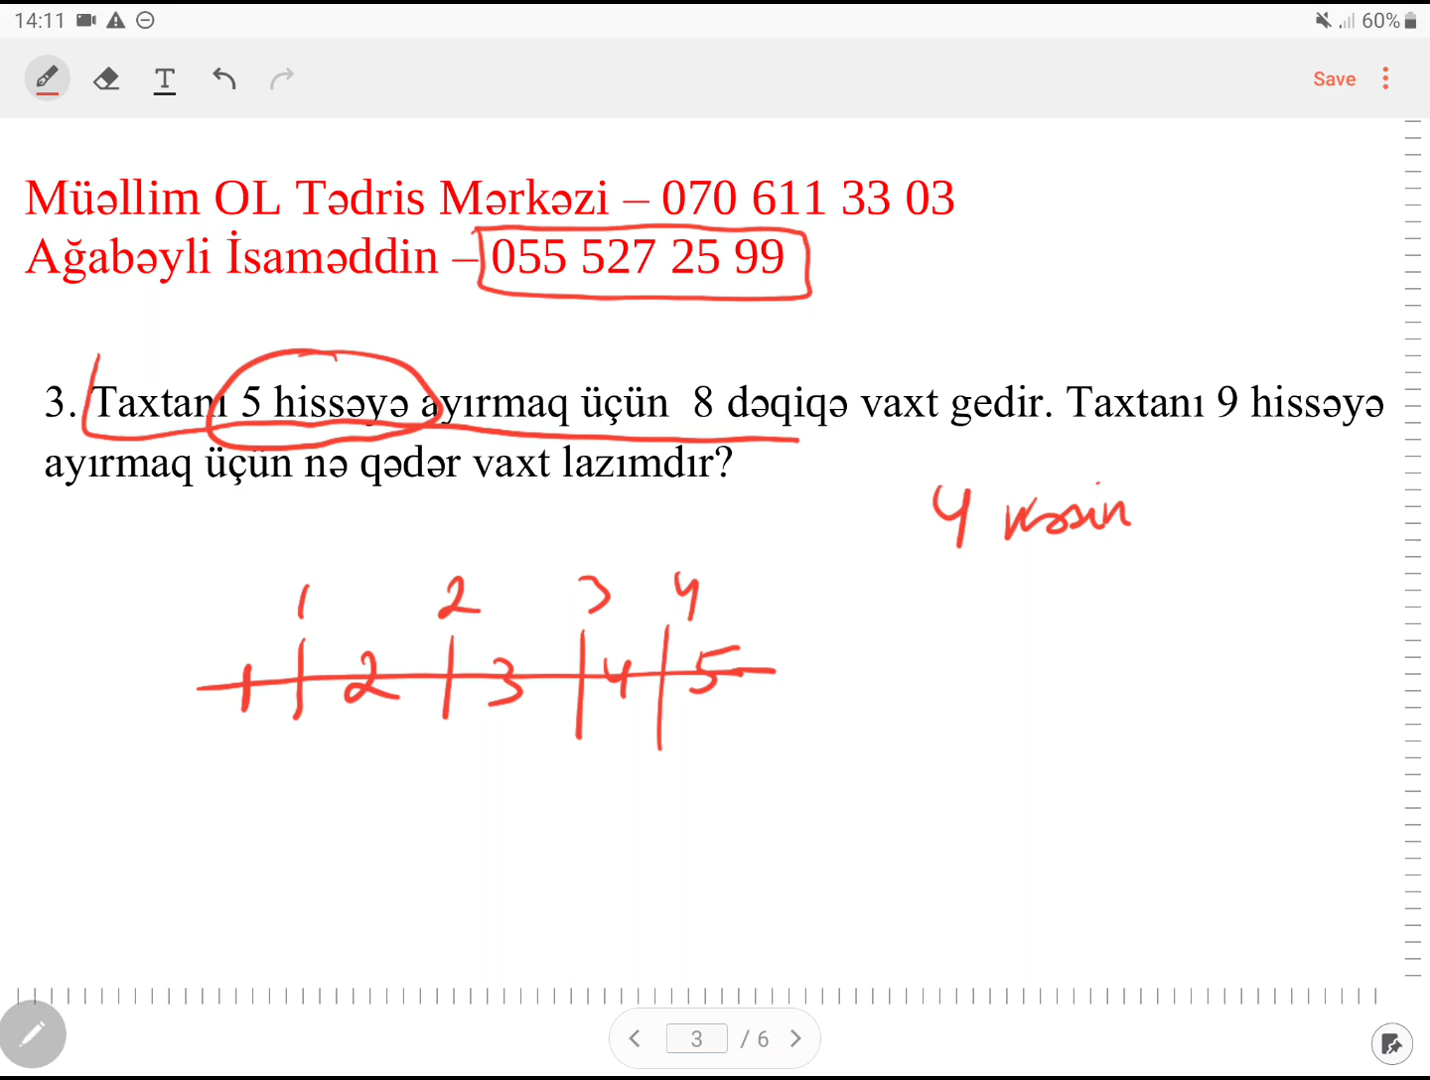 14:11 60%
Save
Müəllim OL Tədris Mərkəzi – 070 611 33 03
Ağabəyli İsaməddin – 055 527 25 99
3. Taxtanı 5 hissəyə ayırmaq üçün 8 dəqiqə vaxt gedir. Taxtanı 9 hissəyə
ayırmaq üçün nə qədər vaxt lazımdır?
4
1 2 3 4
1 2 3 4 5
3 / 6